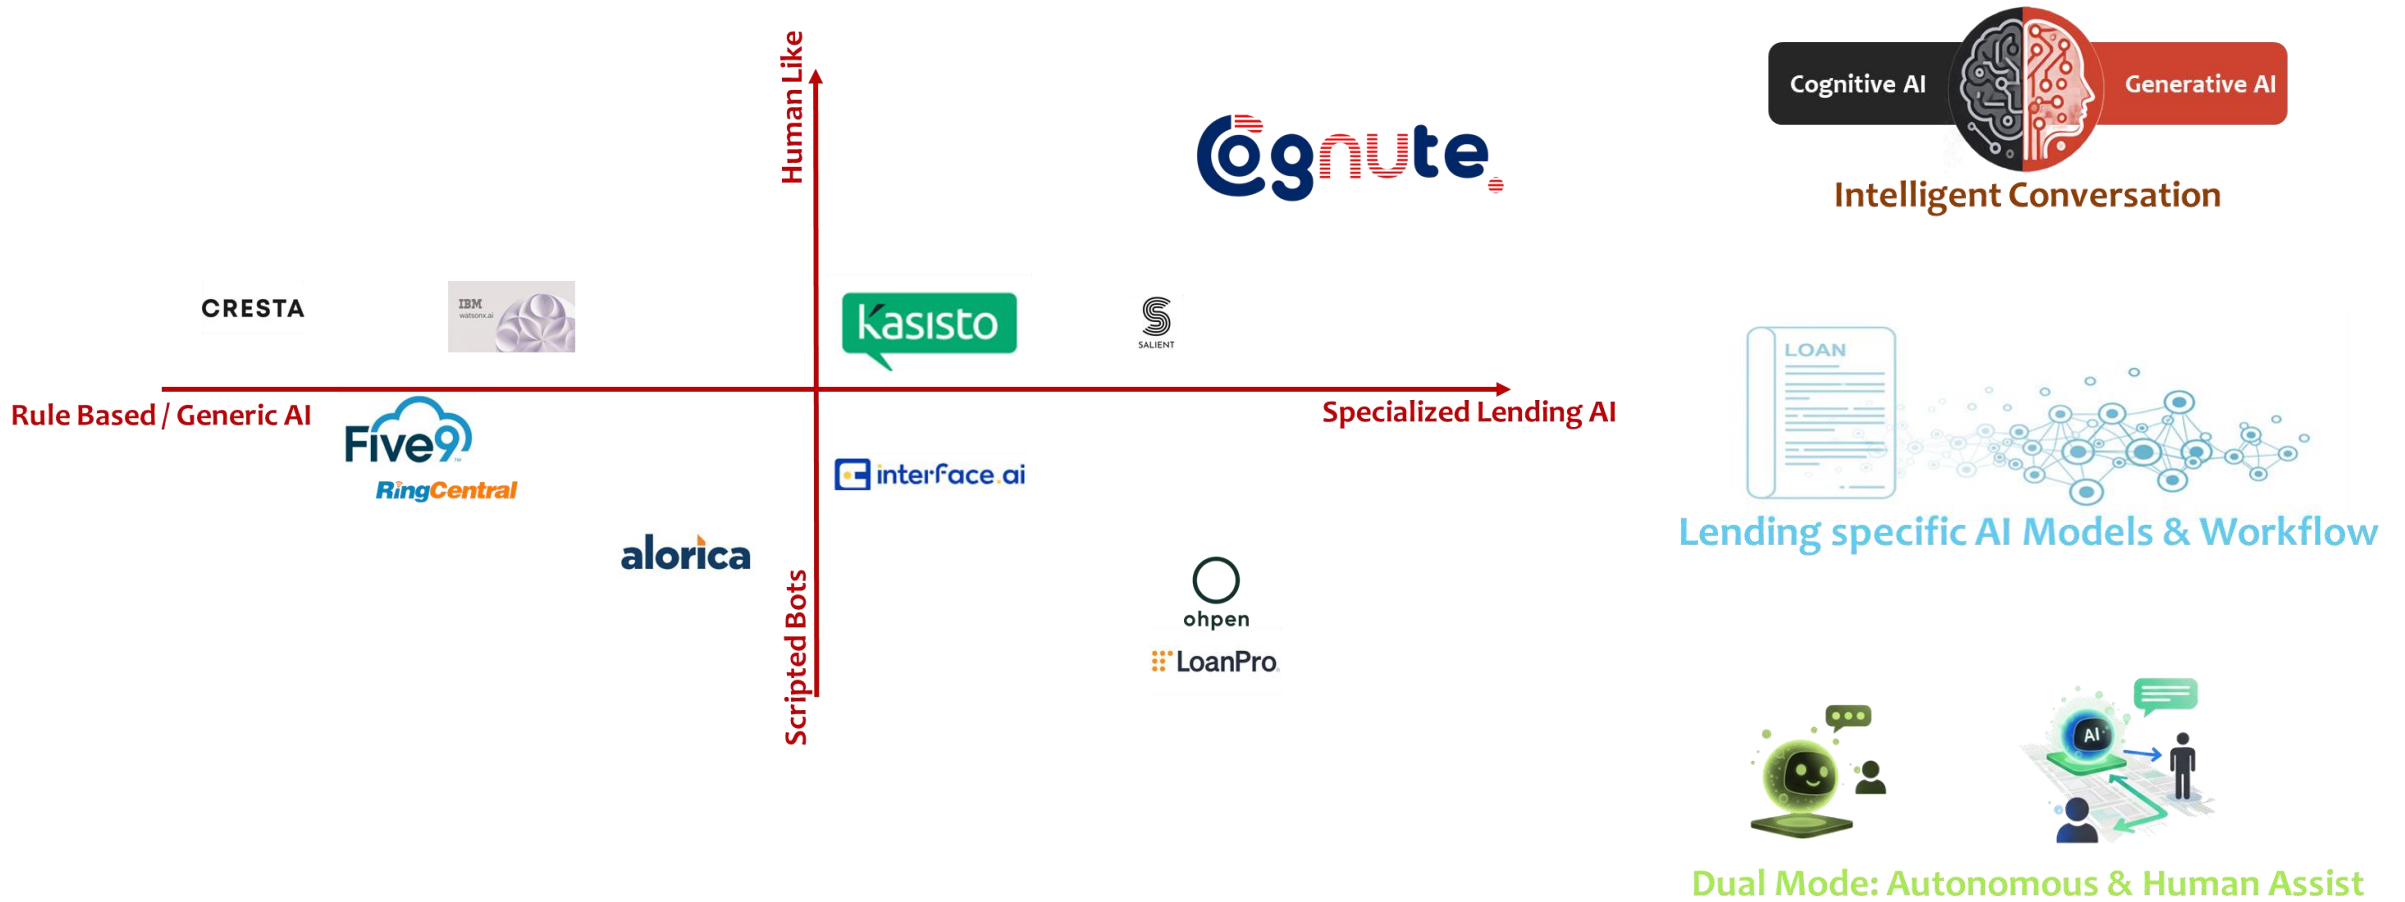 Human Like
Cognute.
CRESTA
IBM
watsonx.ai
Kasisto
S
SALIENT
Rule Based / Generic AI
Specialized Lending AI
Five9
RingCentral
interface.ai
alorica
Scripted Bots
ohpen
LoanPro
Cognitive AI
Generative AI
Intelligent Conversation
LOAN
Lending specific AI Models & Workflow
AI
Dual Mode: Autonomous & Human Assist